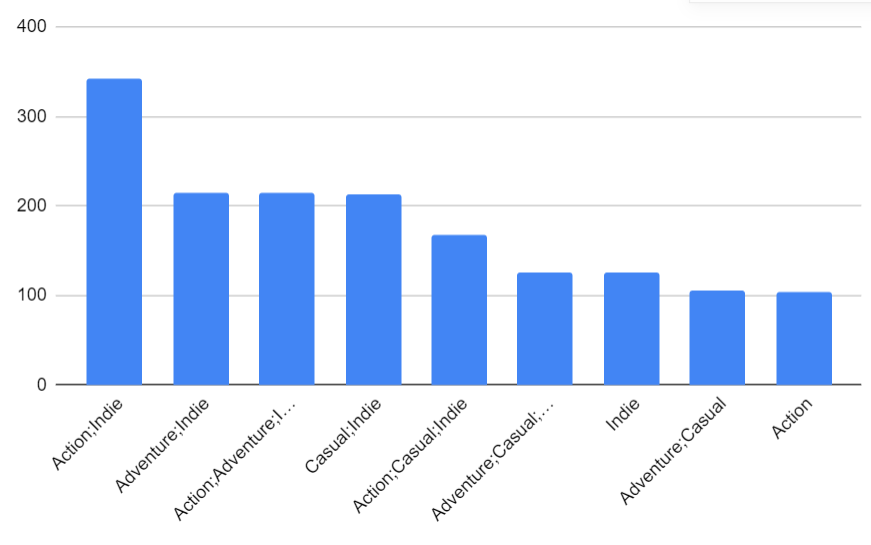 400
300
200
100
0
Action;Indie
Adventure;Indie
Action;Adventure;I…
Casual;Indie
Action;Casual;Indie
Adventure;Casual;…
Indie
Adventure;Casual
Action